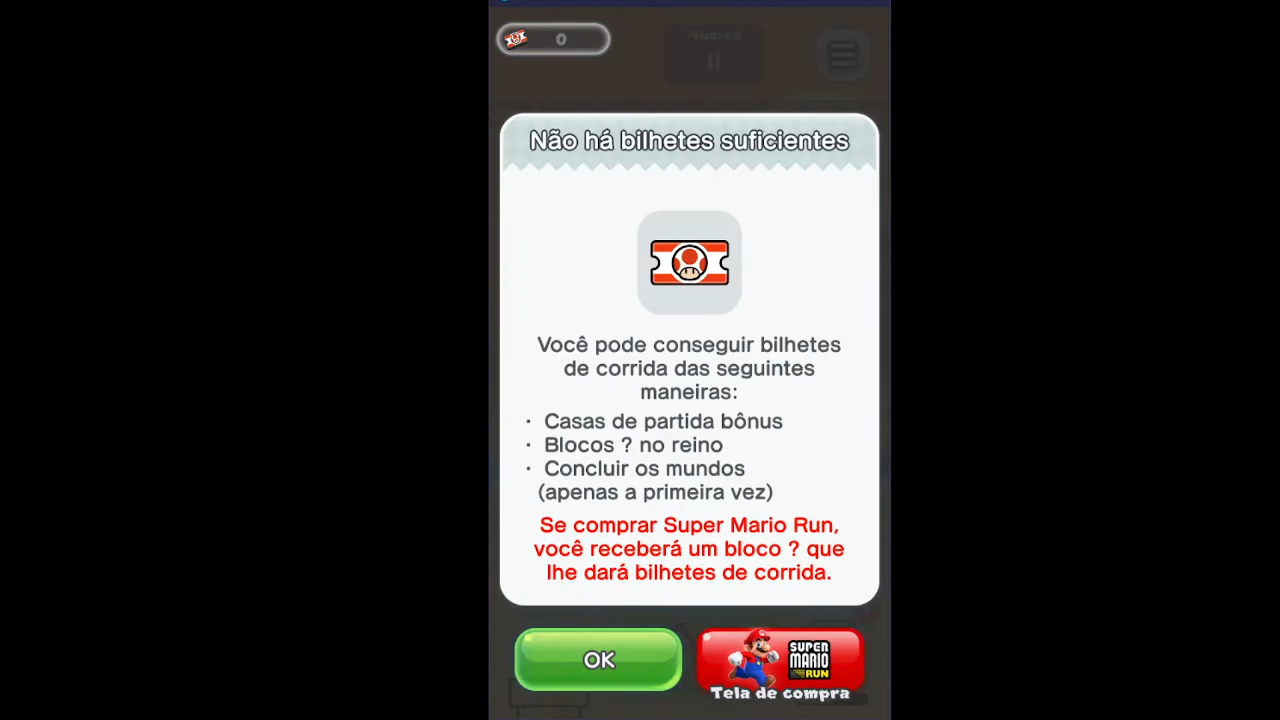 0
Não há bilhetes suficientes
Você pode conseguir bilhetes
de corrida das seguintes
maneiras:
· Casas de partida bônus
· Blocos ? no reino
· Concluir os mundos
(apenas a primeira vez)
Se comprar Super Mario Run,
você receberá um bloco ? que
lhe dará bilhetes de corrida.
OK
SUPER
MARIO
RUN
Tela de compra